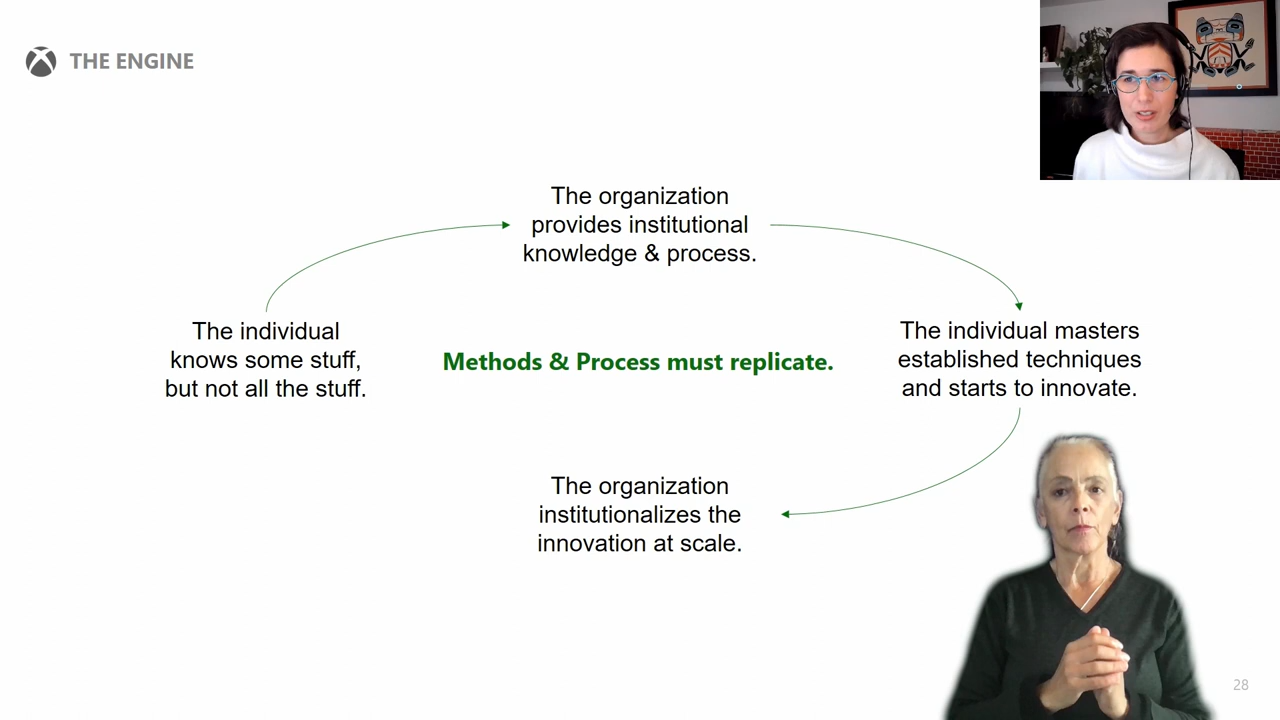 THE ENGINE
The organization
provides institutional
knowledge & process.
The individual
knows some stuff,
but not all the stuff.
Methods & Process must replicate.
The individual masters
established techniques
and starts to innovate.
The organization
institutionalizes the
innovation at scale.
28